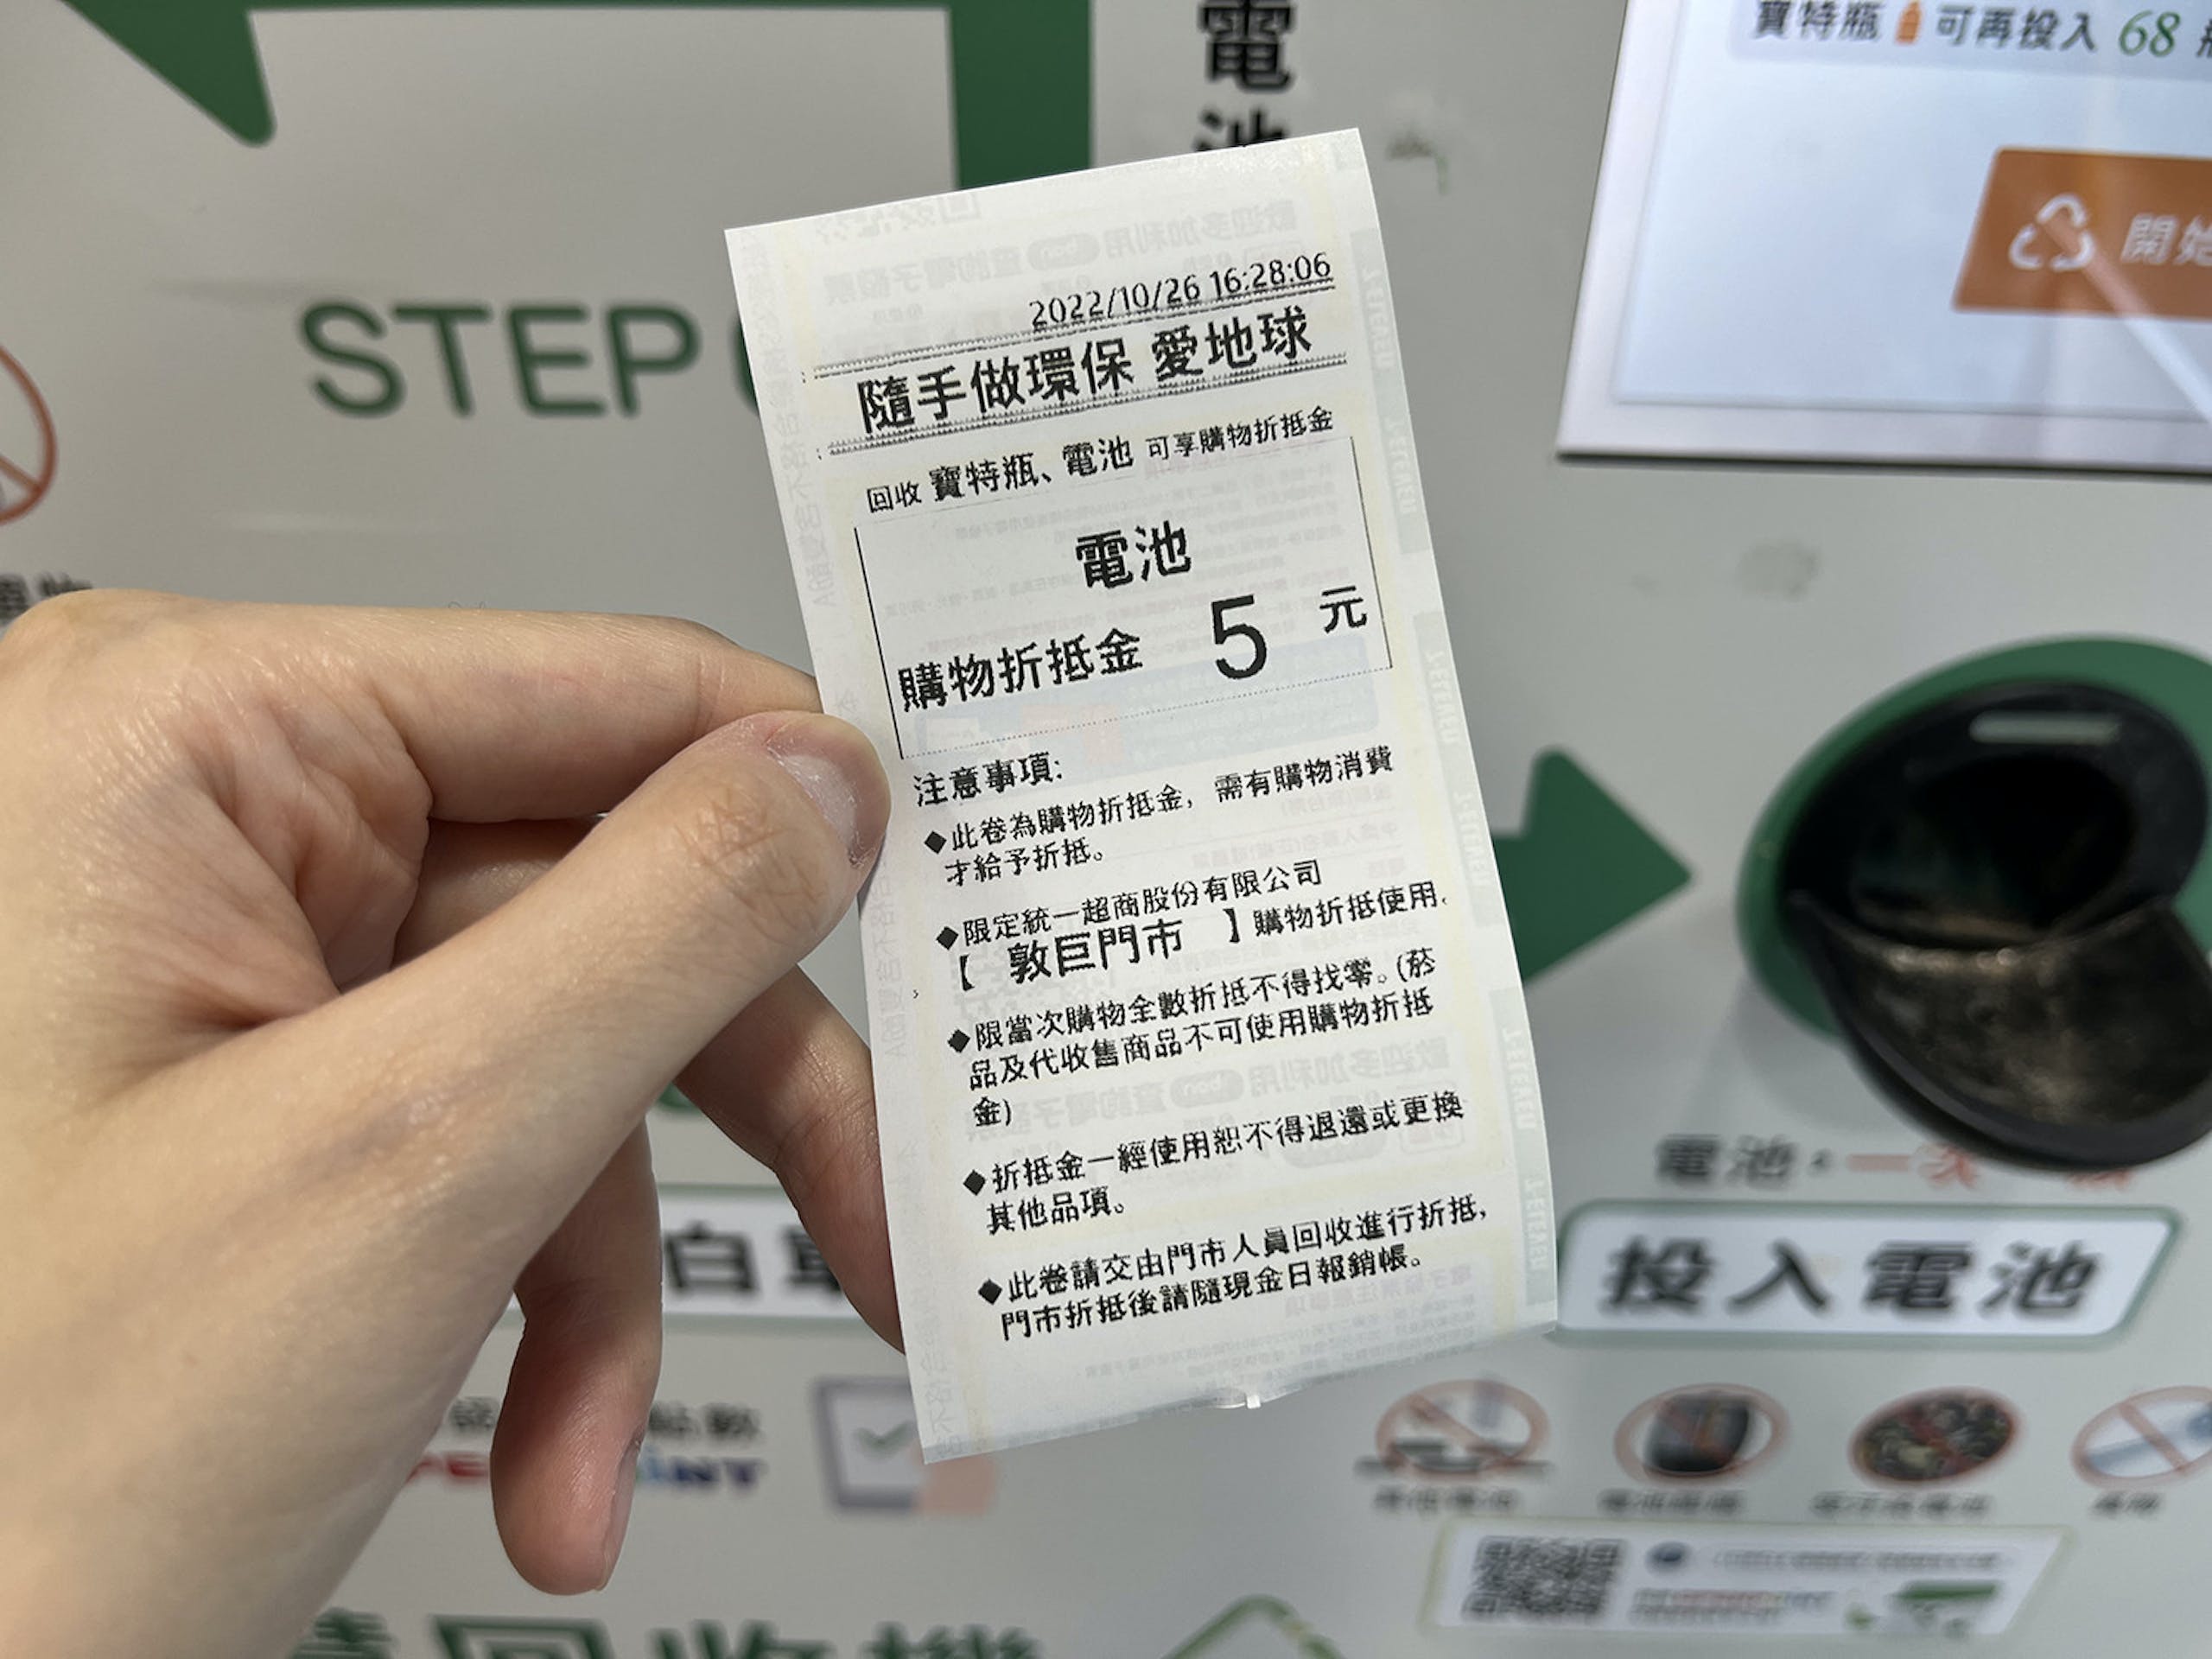 電池
寶特瓶 可再投入 68
開始
STEP
2022/10/26 16:28:06
隨手做環保 愛地球
回收 寶特瓶、電池 可享購物折抵金
電池
購物折抵金 5 元
注意事項:
◆此卷為購物折抵金，需有購物消費
才給予折抵。
◆限定統一超商股份有限公司
【 敦巨門市 】購物折抵使用.
◆限當次購物全數折抵不得找零。(菸
品及代收售商品不可使用購物折抵
金)
◆折抵金一經使用恕不得退還或更換
其他品項。
◆此卷請交由門市人員回收進行折抵，
門市折抵後請隨現金日報銷帳。
電池
投入電池
回收機